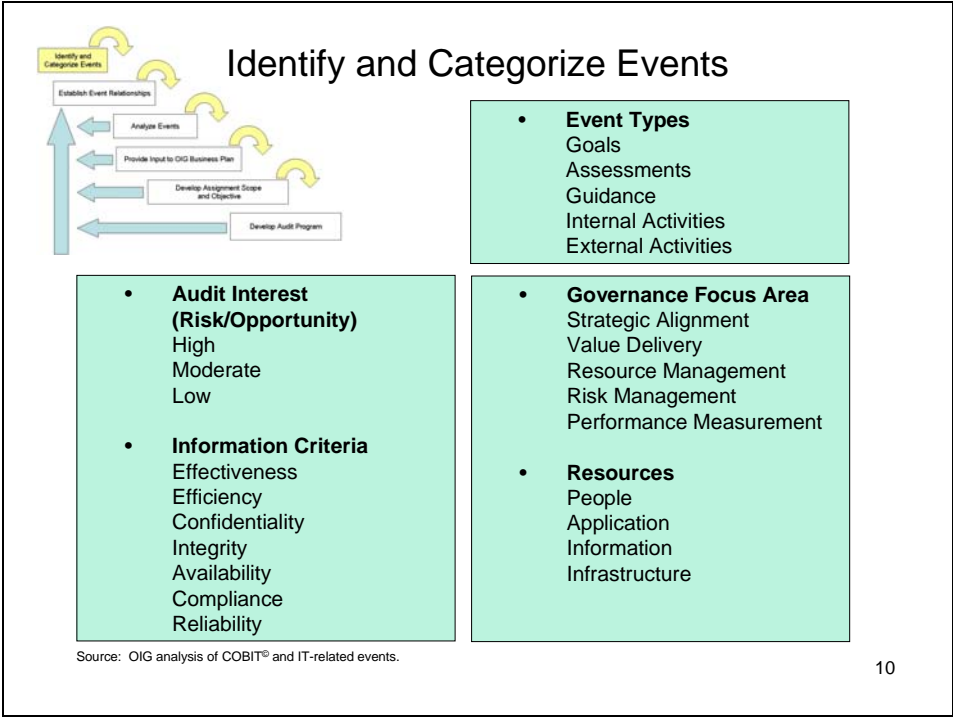 Identify and Categorize Events
Identify and
Categorize Events
Establish Event Relationships
Analyze Events
Provide Input to OIG Business Plan
Develop Assignment Scope
and Objective
Develop Audit Program
• Event Types
Goals
Assessments
Guidance
Internal Activities
External Activities
• Audit Interest
(Risk/Opportunity)
High
Moderate
Low
• Information Criteria
Effectiveness
Efficiency
Confidentiality
Integrity
Availability
Compliance
Reliability
• Governance Focus Area
Strategic Alignment
Value Delivery
Resource Management
Risk Management
Performance Measurement
• Resources
People
Application
Information
Infrastructure
Source: OIG analysis of COBIT© and IT-related events.
10